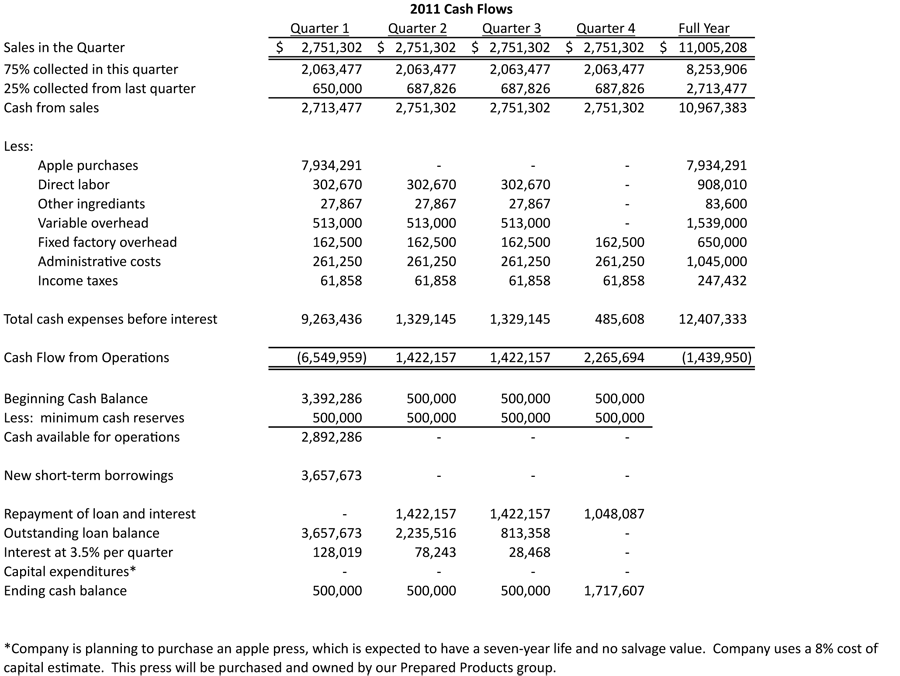 2011 Cash Flows
Quarter 1 Quarter 2 Quarter 3 Quarter 4 Full Year
Sales in the Quarter $ 2,751,302 $ 2,751,302 $ 2,751,302 $ 2,751,302 $ 11,005,208
75% collected in this quarter 2,063,477 2,063,477 2,063,477 2,063,477 8,253,906
25% collected from last quarter 650,000 687,826 687,826 687,826 2,713,477
Cash from sales 2,713,477 2,751,302 2,751,302 2,751,302 10,967,383
Less:
Apple purchases 7,934,291 - - - 7,934,291
Direct labor 302,670 302,670 302,670 - 908,010
Other ingrediants 27,867 27,867 27,867 - 83,600
Variable overhead 513,000 513,000 513,000 - 1,539,000
Fixed factory overhead 162,500 162,500 162,500 162,500 650,000
Administrative costs 261,250 261,250 261,250 261,250 1,045,000
Income taxes 61,858 61,858 61,858 61,858 247,432
Total cash expenses before interest 9,263,436 1,329,145 1,329,145 485,608 12,407,333
Cash Flow from Operations (6,549,959) 1,422,157 1,422,157 2,265,694 (1,439,950)
Beginning Cash Balance 3,392,286 500,000 500,000 500,000
Less: minimum cash reserves 500,000 500,000 500,000 500,000
Cash available for operations 2,892,286 - - -
New short-term borrowings 3,657,673 - - -
Repayment of loan and interest - 1,422,157 1,422,157 1,048,087
Outstanding loan balance 3,657,673 2,235,516 813,358 -
Interest at 3.5% per quarter 128,019 78,243 28,468 -
Capital expenditures* - - - -
Ending cash balance 500,000 500,000 500,000 1,717,607
*Company is planning to purchase an apple press, which is expected to have a seven-year life and no salvage value. Company uses a 8% cost of
capital estimate. This press will be purchased and owned by our Prepared Products group.